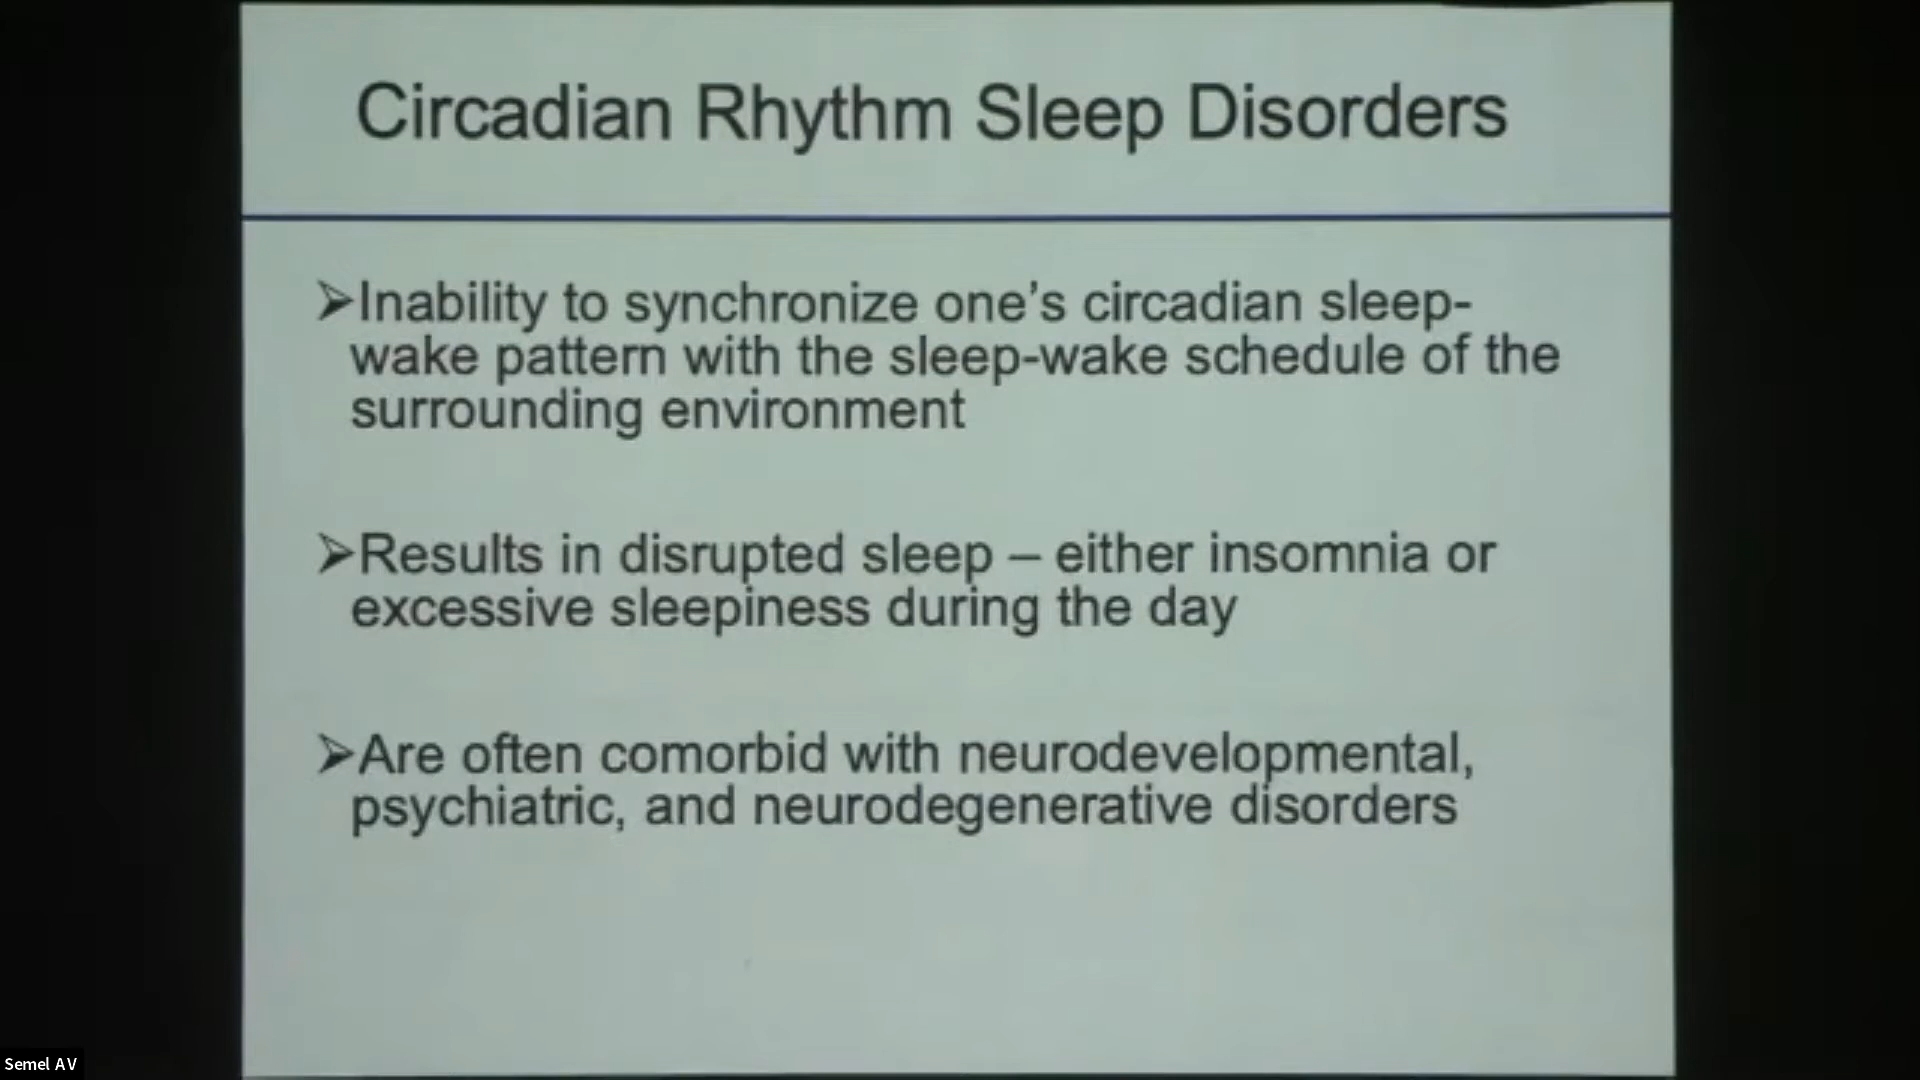 Circadian Rhythm Sleep Disorders
➢Inability to synchronize one’s circadian sleep-
wake pattern with the sleep-wake schedule of the
surrounding environment
➢Results in disrupted sleep – either insomnia or
excessive sleepiness during the day
➢Are often comorbid with neurodevelopmental,
psychiatric, and neurodegenerative disorders
Semel AV